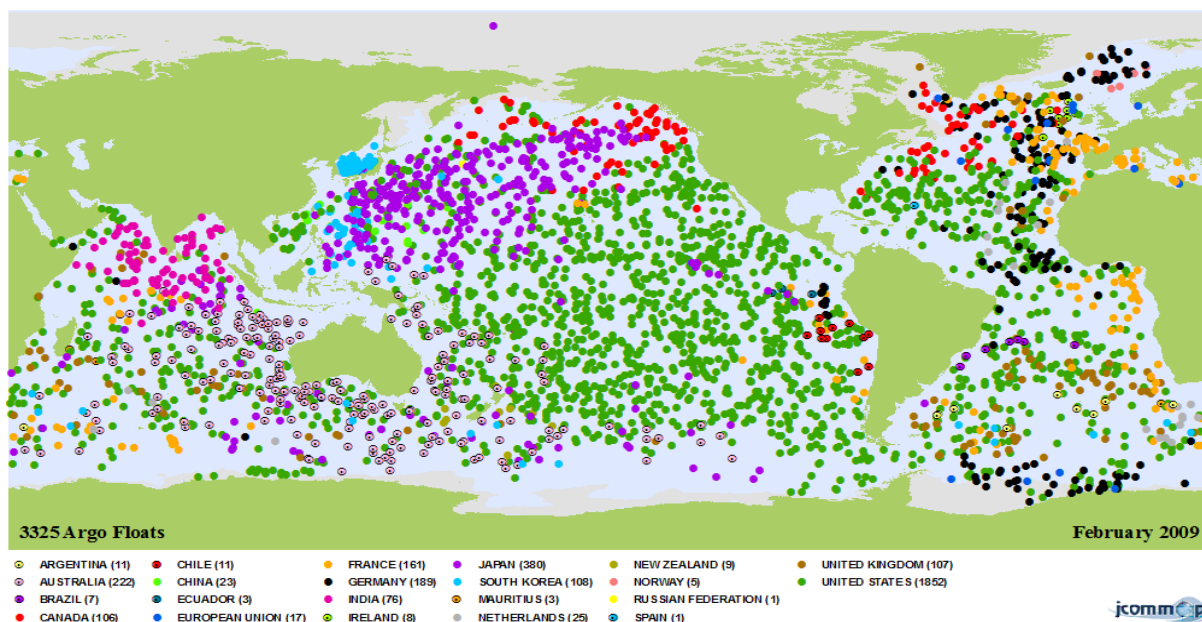 3325 Argo Floats
February 2009
ARGENTINA (11) CHILE (11) FRANCE (161) JAPAN (380) NEW ZEALAND (9) UNITED KINGDOM (107)
AUSTRALIA (222) CHINA (23) GERMANY (189) SOUTH KOREA (108) NORWAY (5) UNITED STATES (1852)
BRAZIL (7) ECUADOR (3) INDIA (76) MAURITIUS (3) RUSSIAN FEDERATION (1)
CANADA (106) EUROPEAN UNION (17) IRELAND (8) NETHERLANDS (25) SPAIN (1)
jcommop